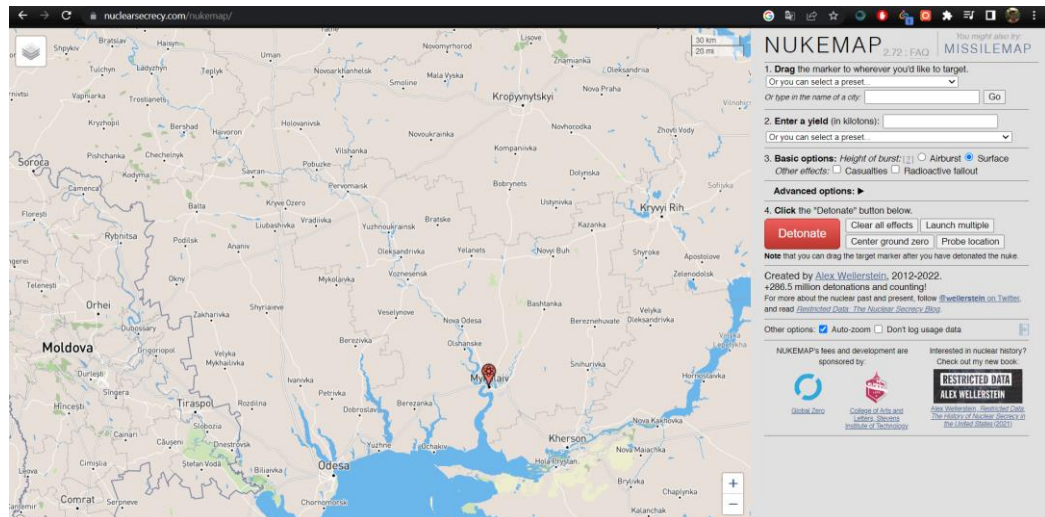 nuclearsecrecy.com/nukemap/
30 km
20 mi
Bratslav
Haisyn
Uman
Novomyrhorod
Lisove
Znamianka
Oleksandriia
Shpykiv
Tulchyn
Ladyzhyn
Teplyk
Novoarkhanhelsk
Smoline
Mala Vyska
Kropyvnytskyi
Nova Praha
Vapniarka
Trostianets
Kryzhopil
Bershad
Haivoron
Holovanivsk
Novoukrainka
Novhorodka
Zhovti Vody
Vilshanka
Kompaniivka
Soroca
Pishchanka
Chechelnyk
Savran
Pobuzke
Camenca
Kodyma
Pervomaisk
Bobrynets
Dolynska
Sofiivka
Balta
Kryve Ozero
Ustynivka
Kryvyi Rih
Florești
Liubashivka
Vradiivka
Yuzhnoukrainsk
Bratske
Kazanka
Rybnitsa
Podilsk
Ananiv
Oleksandrivka
Yelanets
Novyi Buh
Shyroke
Apostolove
Telenești
Okny
Mykolaivka
Voznesensk
Zelenodolsk
Orhei
Zakharivka
Shyriaieve
Veselynove
Nova Odesa
Bashtanka
Bereznehuvate
Velyka
Oleksandrivka
Dubossary
Berezivka
Olshanske
Moldova
Grigoriopol
Velyka
Mykhailivka
Snihurivka
Durlești
Singera
Ivanivka
Hornostaivka
Hîncești
Tiraspol
Rozdilna
Petrivka
Dobroslav
Berezanka
Slobozia
Nova Kakhovka
Cainari
Căușeni
Dnestrovsk
Yuzhne
Ochakiv
Kherson
Nova Maiachka
Cimișlia
Ștefan Vodă
Biliaivka
Odesa
Hola Prystan
Leova
Brylivka
Chaplynka
Comrat
Serpneve
Chornomorsk
Kalanchak
+
−
NUKEMAP 2.72 : FAQ
You might also try:
MISSILEMAP
1. Drag the marker to wherever you'd like to target.
Or you can select a preset...
Or type in the name of a city:
Go
2. Enter a yield (in kilotons):
Or you can select a preset...
3. Basic options: Height of burst: [?] Airburst Surface
Other effects: Casualties Radioactive fallout
Advanced options: ▶
4. Click the "Detonate" button below.
Detonate
Clear all effects
Launch multiple
Center ground zero
Probe location
Note that you can drag the target marker after you have detonated the nuke.
Created by Alex Wellerstein, 2012-2022.
+286.5 million detonations and counting!
For more about the nuclear past and present, follow @wellerstein on Twitter,
and read Restricted Data: The Nuclear Secrecy Blog.
Other options: Auto-zoom Don't log usage data
NUKEMAP's fees and development are
sponsored by:
Global Zero
College of Arts and
Letters, Stevens
Institute of Technology
Interested in nuclear history?
Check out my new book:
RESTRICTED DATA
ALEX WELLERSTEIN
Alex Wellerstein, Restricted Data:
The History of Nuclear Secrecy in
the United States (2021)